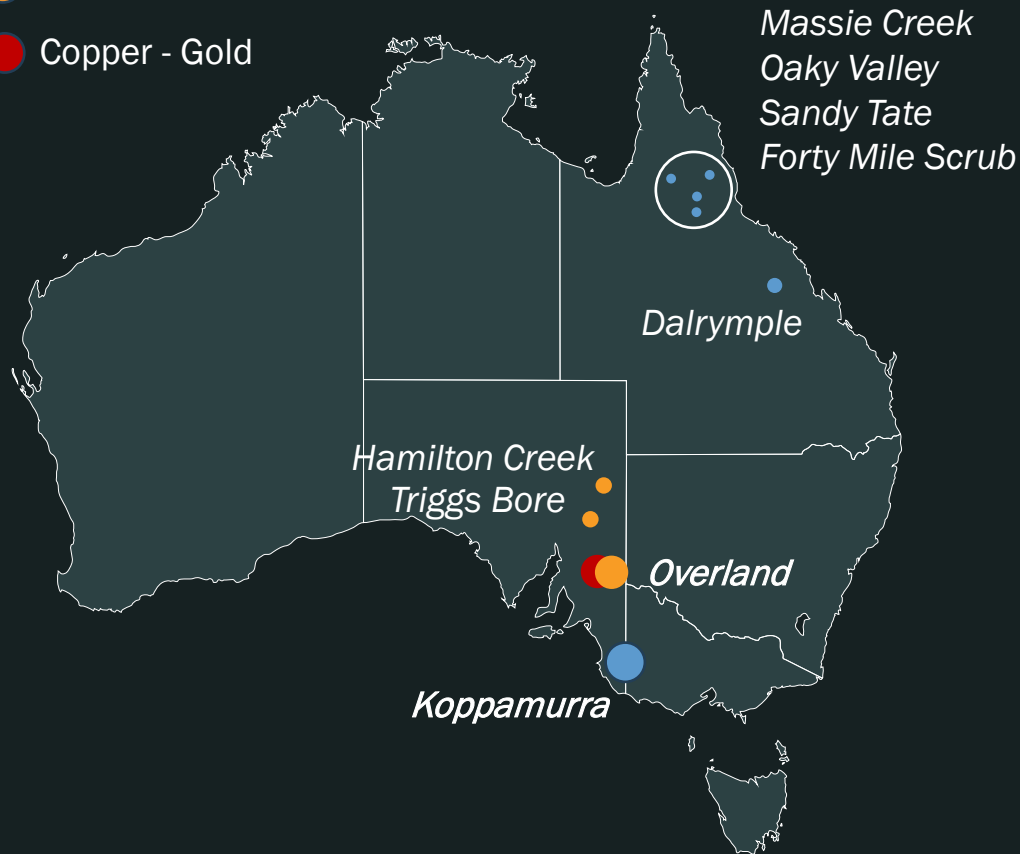 Massie Creek
Copper - Gold
Oaky Valley
Sandy Tate
Forty Mile Scrub
Dalrymple
Hamilton Creek
Triggs Bore
Overland
Koppamurra